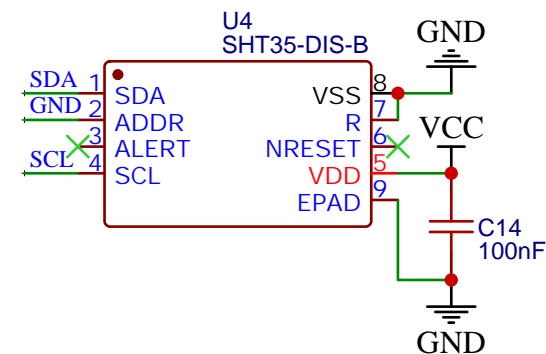 U4
SHT35-DIS-B
GND
SDA 1 SDA VSS 8
GND 2 ADDR R 7
3 ALERT NRESET 6
VCC
SCL 4 SCL VDD 5
EPAD 9
C14
100nF
GND